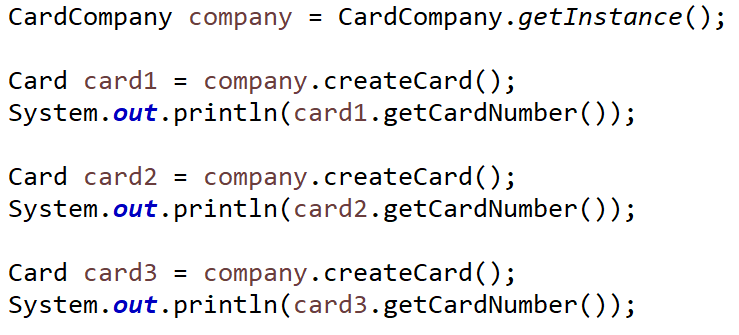 CardCompany company = CardCompany.getInstance();
Card card1 = company.createCard();
System.out.println(card1.getCardNumber());
Card card2 = company.createCard();
System.out.println(card2.getCardNumber());
Card card3 = company.createCard();
System.out.println(card3.getCardNumber());